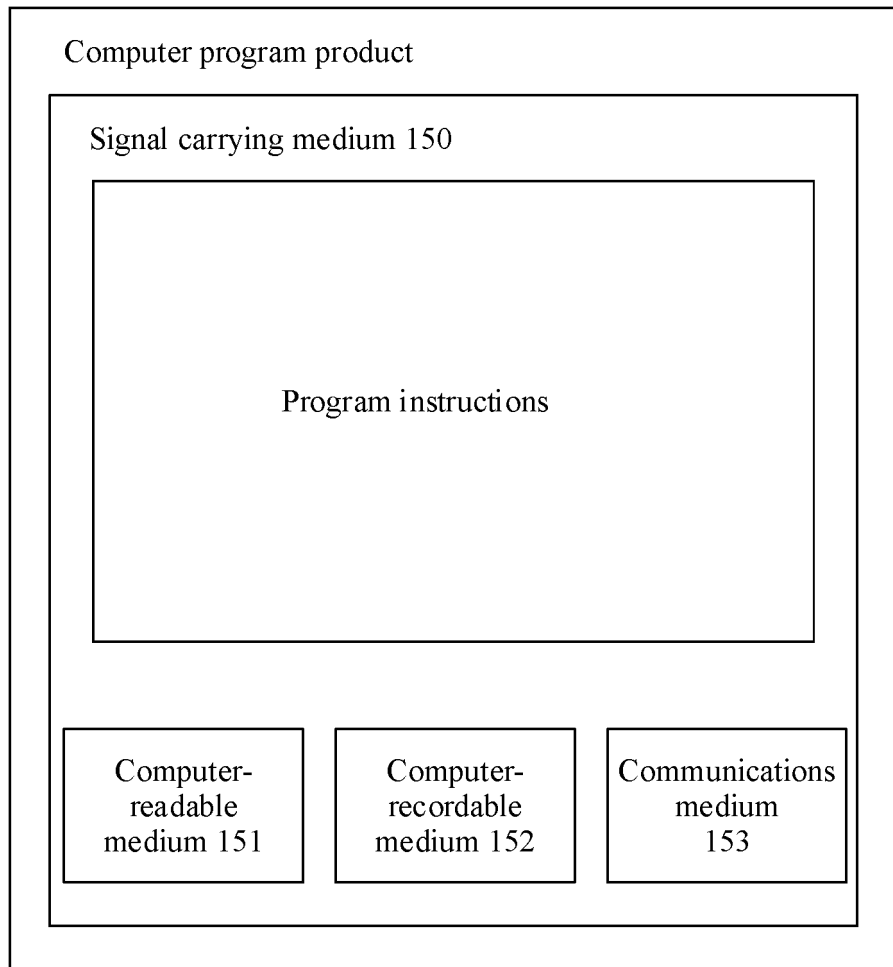 Computer program product
Signal carrying medium 150
Program instructions
Computer-
readable
medium 151
Computer-
recordable
medium 152
Communications
medium
153